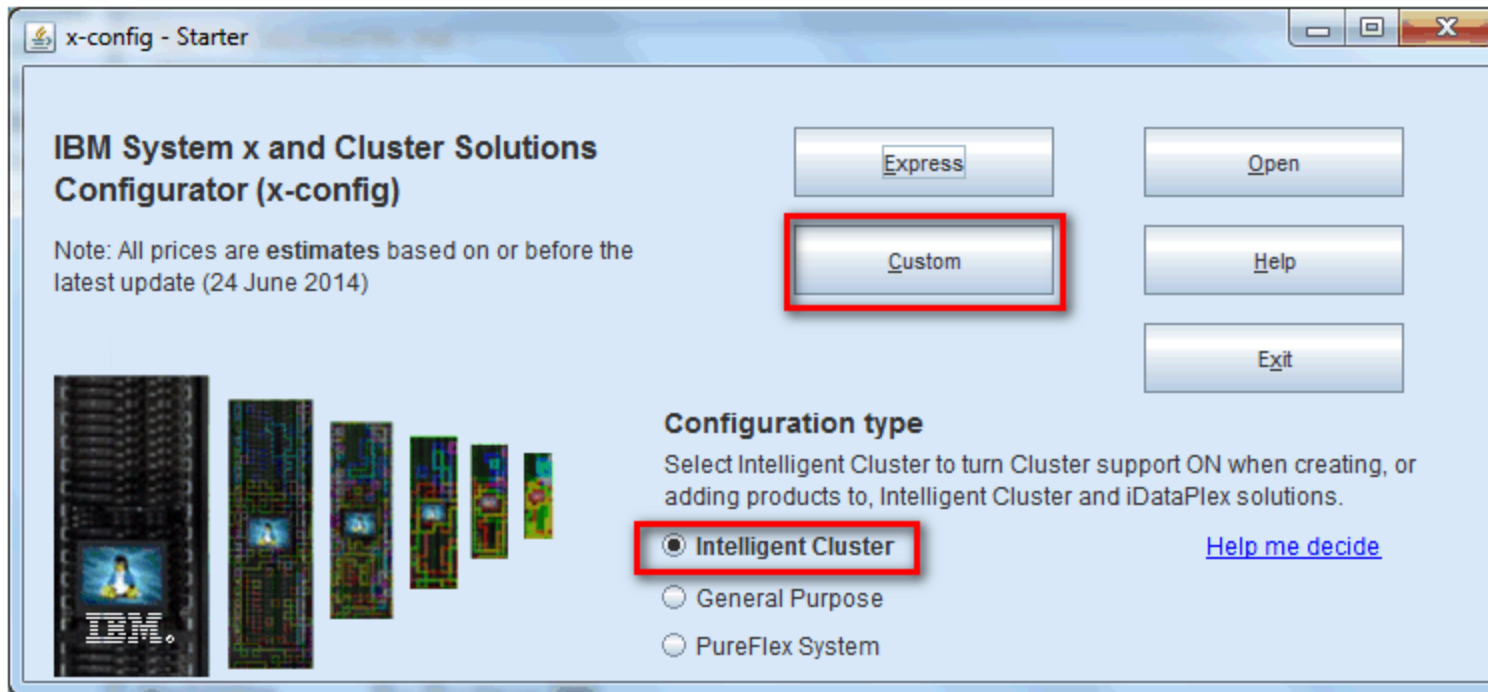 x-config - Starter
IBM System x and Cluster Solutions
Configurator (x-config)
Note: All prices are estimates based on or before the
latest update (24 June 2014)
Express
Open
Custom
Help
Exit
Configuration type
Select Intelligent Cluster to turn Cluster support ON when creating, or
adding products to, Intelligent Cluster and iDataPlex solutions.
Intelligent Cluster
Help me decide
General Purpose
PureFlex System
IBM.